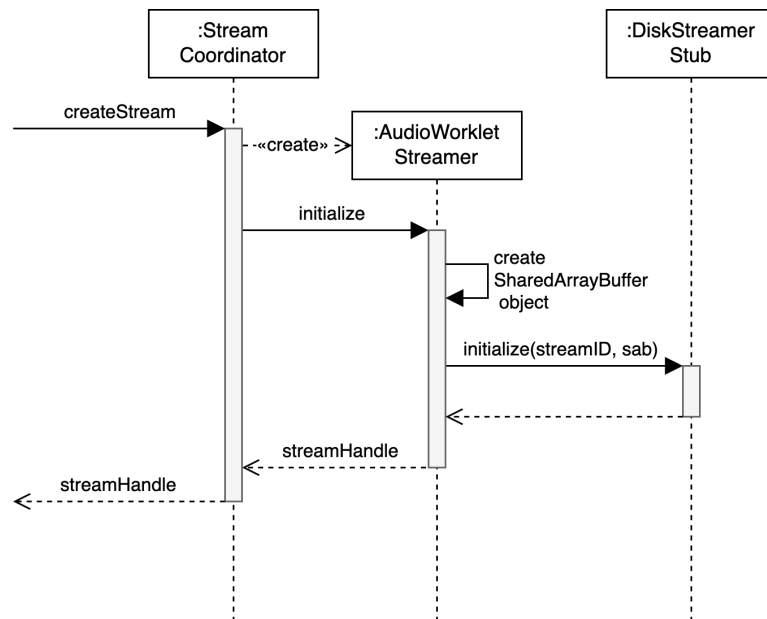 :Stream
Coordinator
:DiskStreamer
Stub
createStream
«create»
:AudioWorklet
Streamer
initialize
create
SharedArrayBuffer
object
initialize(streamID, sab)
streamHandle
streamHandle